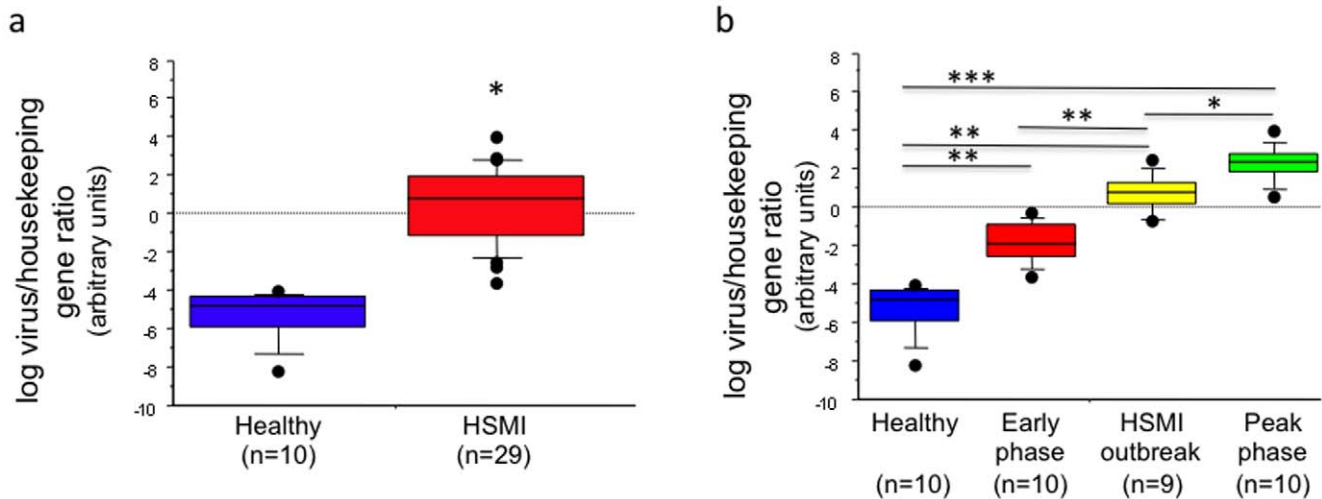 a
log virus/housekeeping
gene ratio
(arbitrary units)
8
6
4
2
0
-2
-4
-6
-8
-10
*
Healthy
(n=10)
HSMI
(n=29)
b
log virus/housekeeping
gene ratio
(arbitrary units)
8
6
4
2
0
-2
-4
-6
-8
-10
***
**
*
**
**
Healthy
(n=10)
Early
phase
(n=10)
HSMI
outbreak
(n=9)
Peak
phase
(n=10)